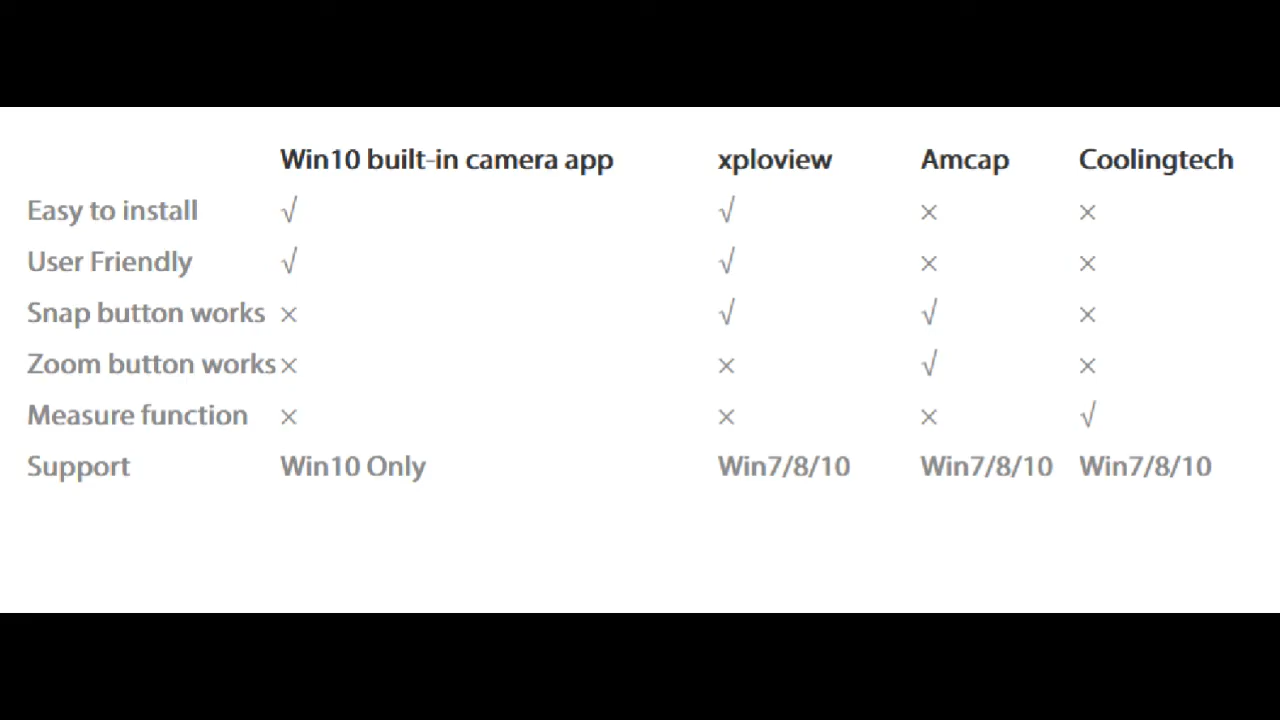 Win10 built-in camera app xploview Amcap Coolingtech
Easy to install √ √ × ×
User Friendly √ √ × ×
Snap button works × √ √ ×
Zoom button works × × √ ×
Measure function × × × √
Support Win10 Only Win7/8/10 Win7/8/10 Win7/8/10